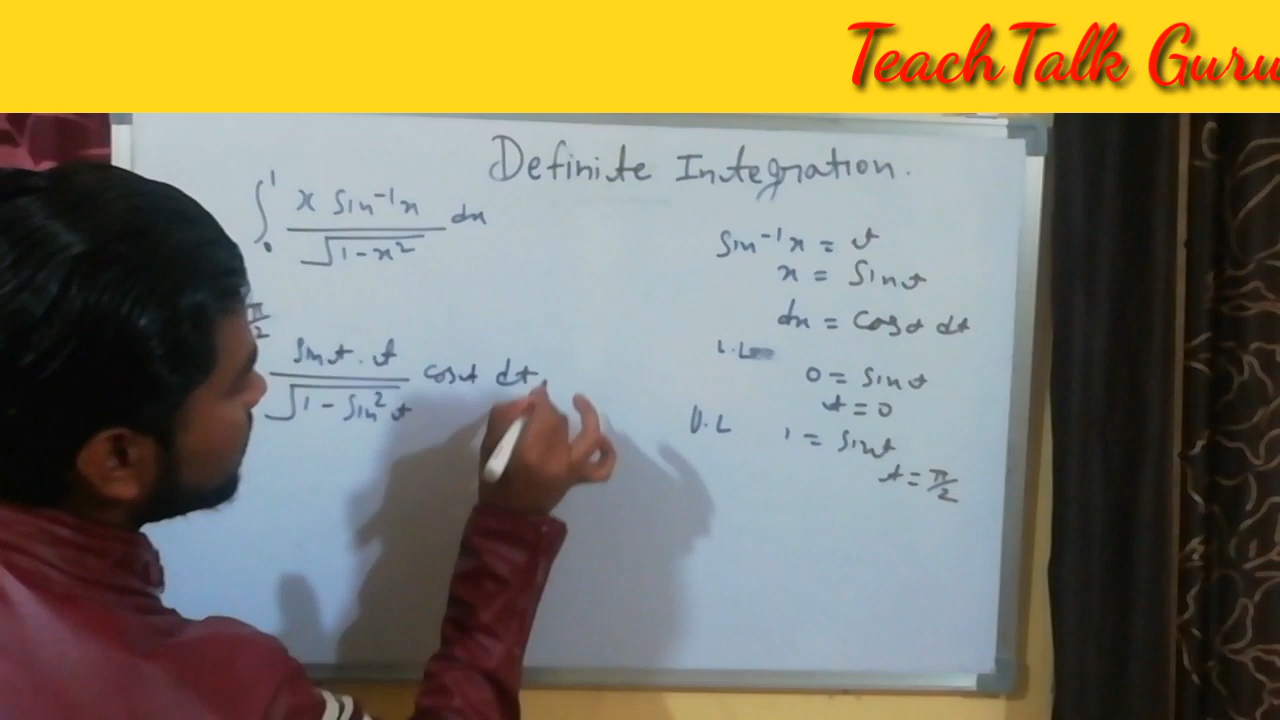 TeachTalk Guru
Definite Integration.
∫₀¹ x sin⁻¹x / √(1-x²) dx
π/2
sint . t / √(1 - sin²t) cost dt
sin⁻¹x = t
x = sint
dx = cost dt
L.L
0 = sint
t = 0
U.L 1 = sint
t = π/2